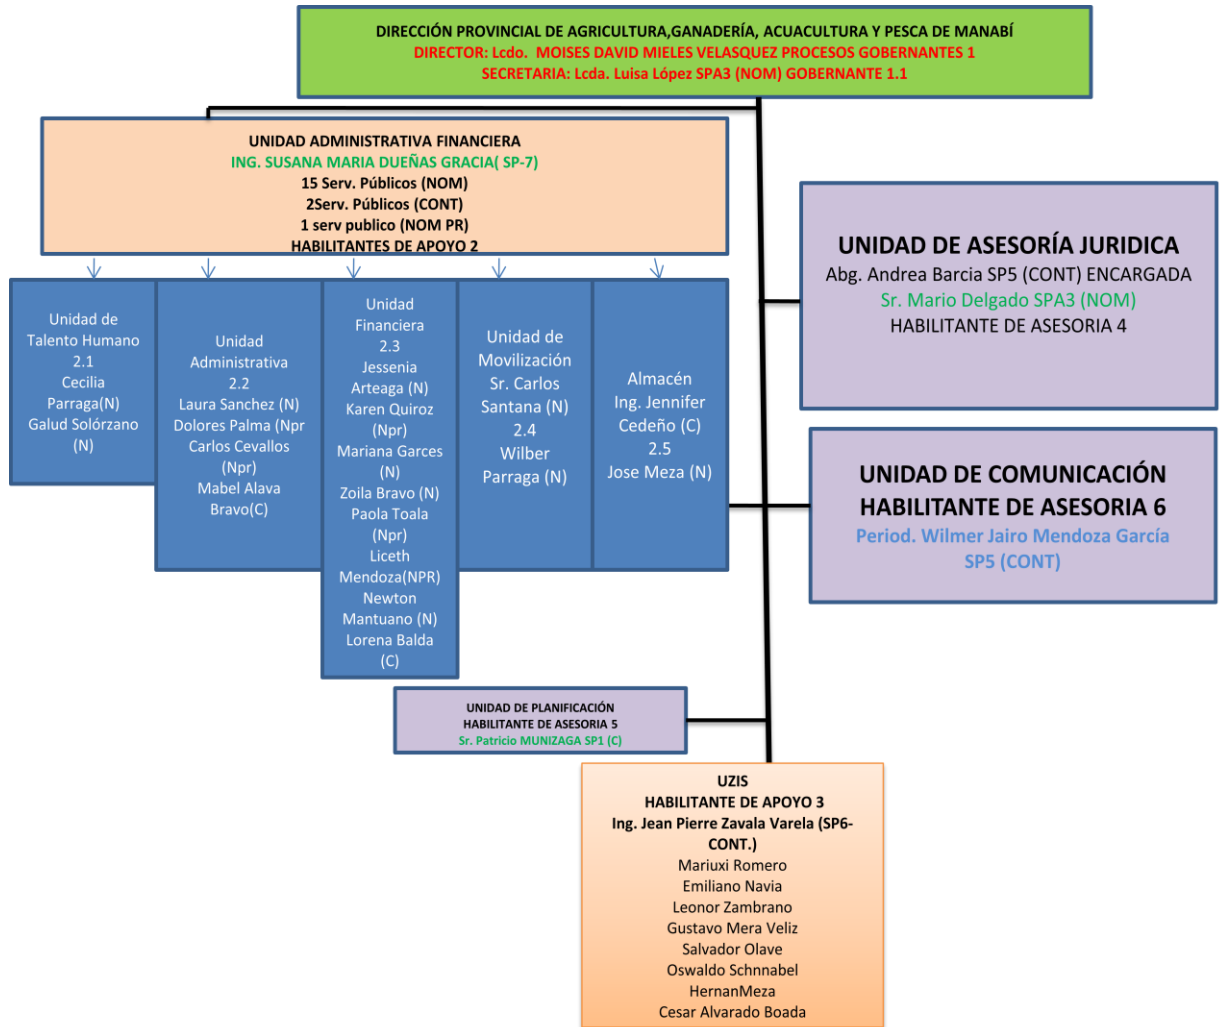 DIRECCIÓN PROVINCIAL DE AGRICULTURA,GANADERÍA, ACUACULTURA Y PESCA DE MANABÍ
DIRECTOR: Lcdo. MOISES DAVID MIELES VELASQUEZ PROCESOS GOBERNANTES 1
SECRETARIA: Lcda. Luisa López SPA3 (NOM) GOBERNANTE 1.1
UNIDAD ADMINISTRATIVA FINANCIERA
ING. SUSANA MARIA DUEÑAS GRACIA( SP-7)
15 Serv. Públicos (NOM)
2Serv. Públicos (CONT)
1 serv publico (NOM PR)
HABILITANTES DE APOYO 2
UNIDAD DE ASESORÍA JURIDICA
Abg. Andrea Barcia SP5 (CONT) ENCARGADA
Sr. Mario Delgado SPA3 (NOM)
HABILITANTE DE ASESORIA 4
Unidad de
Talento Humano
2.1
Cecilia
Parraga(N)
Galud Solórzano
(N)
Unidad
Administrativa
2.2
Laura Sanchez (N)
Dolores Palma (Npr
Carlos Cevallos
(Npr)
Mabel Alava
Bravo(C)
Unidad
Financiera
2.3
Jessenia
Arteaga (N)
Karen Quiroz
(Npr)
Mariana Garces
(N)
Zoila Bravo (N)
Paola Toala
(Npr)
Liceth
Mendoza(NPR)
Newton
Mantuano (N)
Lorena Balda
(C)
Unidad de
Movilización
Sr. Carlos
Santana (N)
2.4
Wilber
Parraga (N)
Almacén
Ing. Jennifer
Cedeño (C)
2.5
Jose Meza (N)
UNIDAD DE COMUNICACIÓN
HABILITANTE DE ASESORIA 6
Period. Wilmer Jairo Mendoza García
SP5 (CONT)
UNIDAD DE PLANIFICACIÓN
HABILITANTE DE ASESORIA 5
Sr. Patricio MUNIZAGA SP1 (C)
UZIS
HABILITANTE DE APOYO 3
Ing. Jean Pierre Zavala Varela (SP6-
CONT.)
Mariuxi Romero
Emiliano Navia
Leonor Zambrano
Gustavo Mera Veliz
Salvador Olave
Oswaldo Schnnabel
HernanMeza
Cesar Alvarado Boada